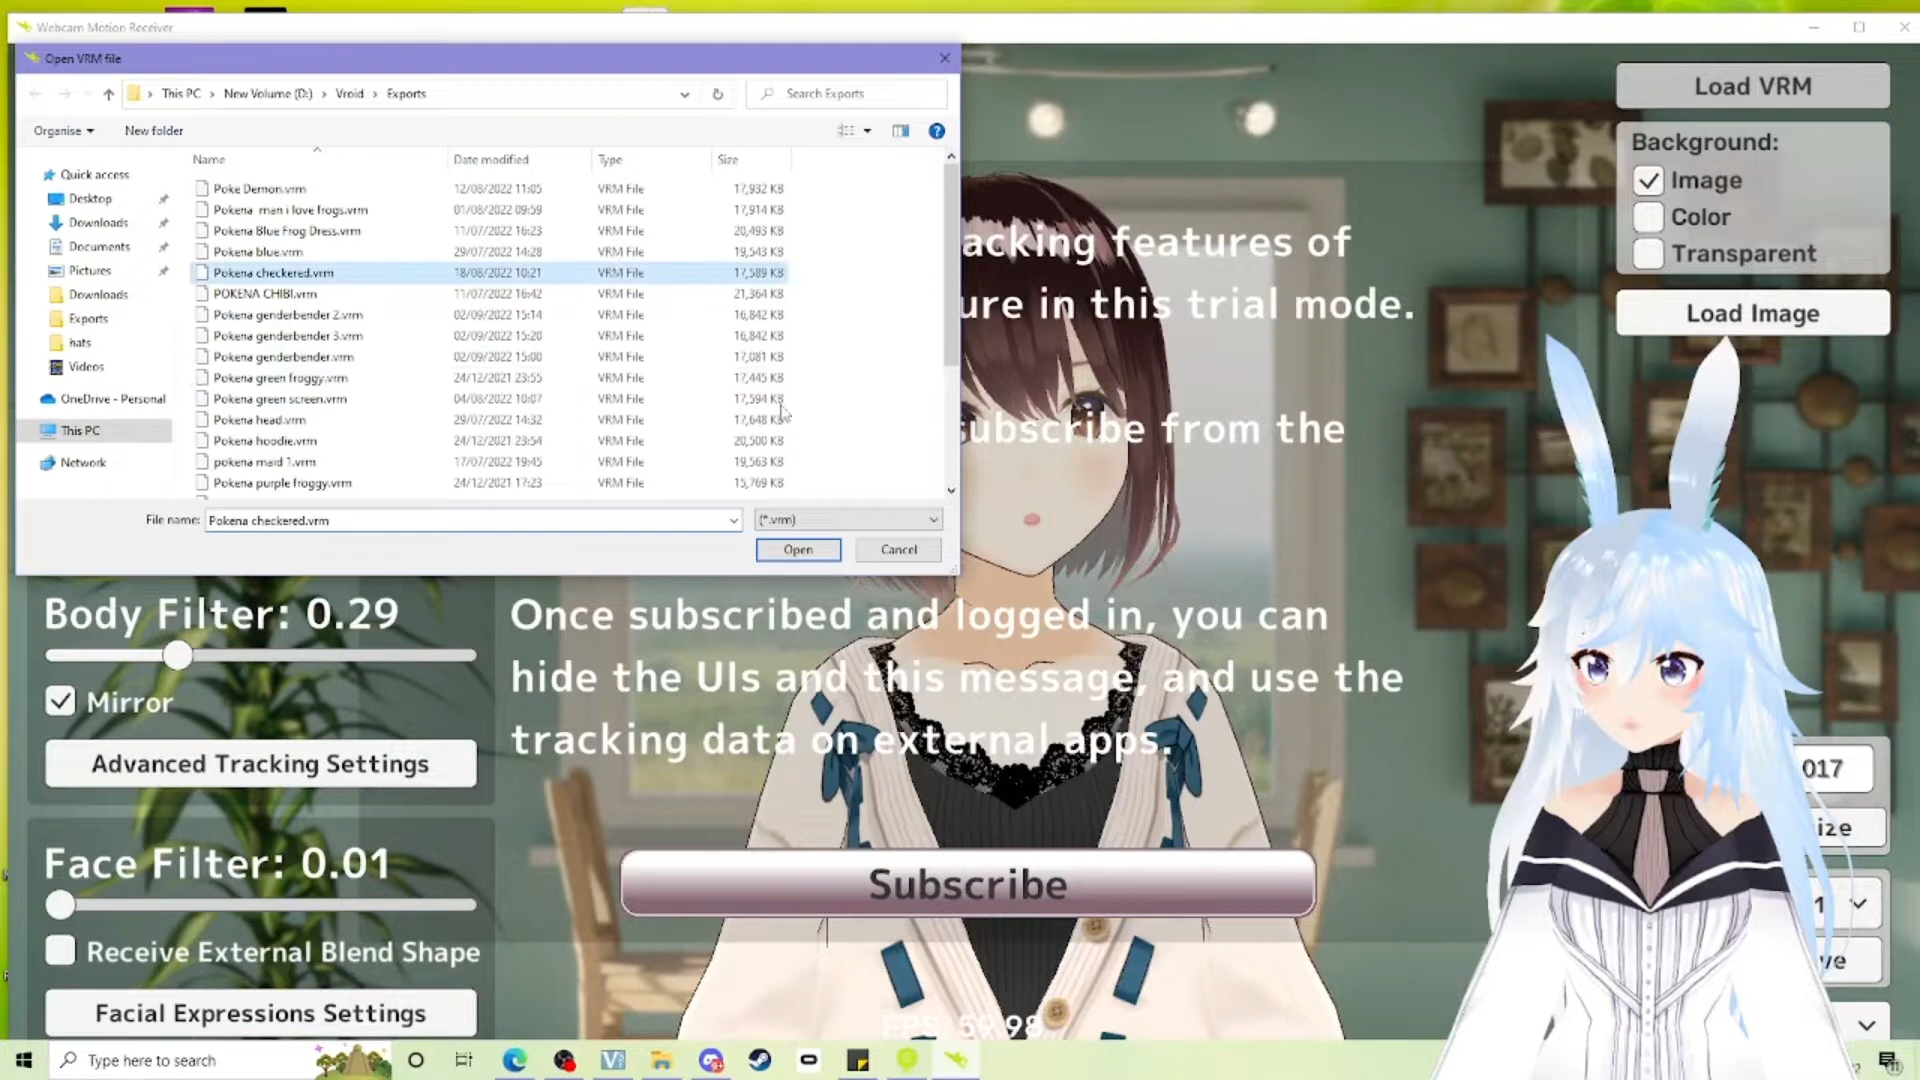 Webcam Motion Receiver
Open VRM file
This PC > New Volume (D:) > Vroid > Exports
Search Exports
Organise
New folder
Name Date modified Type Size
Quick access
Desktop
Downloads
Documents
Pictures
Downloads
Exports
hats
Videos
OneDrive - Personal
This PC
Network
Poke Demon.vrm 12/08/2022 11:05 VRM File 17,932 KB
Pokena man i love frogs.vrm 01/08/2022 09:59 VRM File 17,914 KB
Pokena Blue Frog Dress.vrm 11/07/2022 16:23 VRM File 20,493 KB
Pokena blue.vrm 29/07/2022 14:28 VRM File 19,543 KB
Pokena checkered.vrm 18/08/2022 10:21 VRM File 17,589 KB
POKENA CHIBI.vrm 11/07/2022 16:42 VRM File 21,364 KB
Pokena genderbender 2.vrm 02/09/2022 15:14 VRM File 16,842 KB
Pokena genderbender 3.vrm 02/09/2022 15:20 VRM File 16,842 KB
Pokena genderbender.vrm 02/09/2022 15:00 VRM File 17,081 KB
Pokena green froggy.vrm 24/12/2021 23:55 VRM File 17,445 KB
Pokena green screen.vrm 04/08/2022 10:07 VRM File 17,594 KB
Pokena head.vrm 29/07/2022 14:32 VRM File 17,648 KB
Pokena hoodie.vrm 24/12/2021 23:54 VRM File 20,500 KB
pokena maid 1.vrm 17/07/2022 19:45 VRM File 19,563 KB
Pokena purple froggy.vrm 24/12/2021 17:23 VRM File 15,769 KB
File name: Pokena checkered.vrm (*.vrm)
Open Cancel
acking features of
ure in this trial mode.
subscribe from the
Once subscribed and logged in, you can
hide the UIs and this message, and use the
tracking data on external apps.
Subscribe
FPS: 59.98
Load VRM
Background:
Image
Color
Transparent
Load Image
017
ize
1
ve
Body Filter: 0.29
Mirror
Advanced Tracking Settings
Face Filter: 0.01
Receive External Blend Shape
Facial Expressions Settings
Type here to search